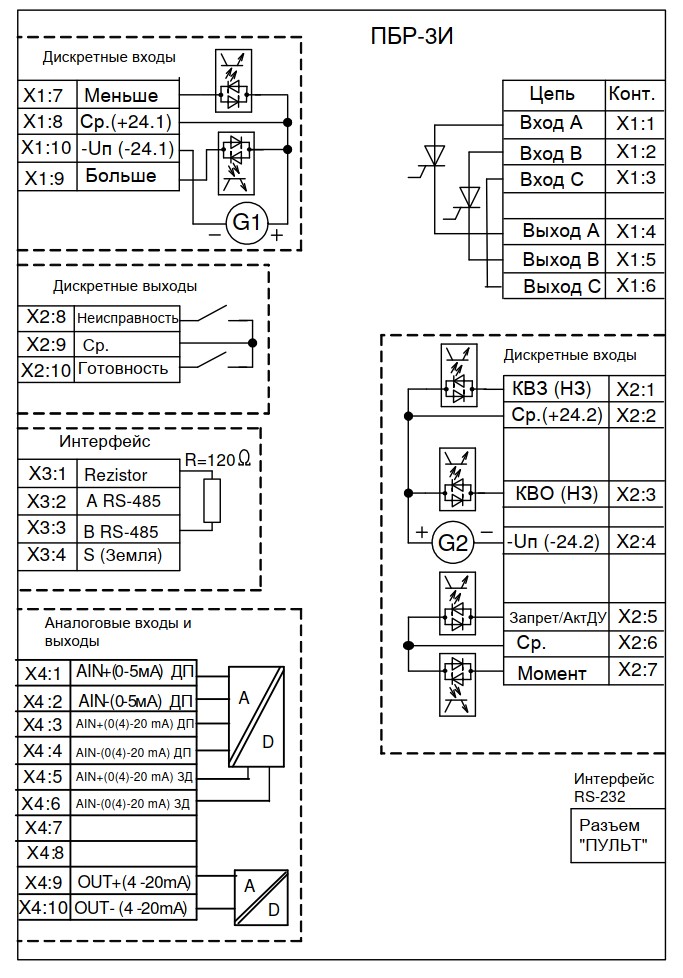 ПБР-3И
Дискретные входы
X1:7 Меньше
X1:8 Ср.(+24.1)
X1:10 -Uп (-24.1)
X1:9 Больше
G1
− +
Дискретные выходы
X2:8 Неисправность
X2:9 Ср.
X2:10 Готовность
Интерфейс
R=120 Ω
X3:1 Rezistor
X3:2 A RS-485
X3:3 B RS-485
X3:4 S (Земля)
Аналоговые входы и
выходы
X4:1 AIN+(0-5мА) ДП
X4:2 AIN-(0-5мА) ДП
X4:3 AIN+(0(4)-20 mA) ДП
X4:4 AIN-(0(4)-20 mA) ДП
X4:5 AIN+(0(4)-20 mA) ЗД
X4:6 AIN-(0(4)-20 mA) ЗД
X4:7
X4:8
X4:9 OUT+(4 -20mA)
X4:10 OUT- (4 -20mA)
A
D
A
D
Цепь Конт.
Вход А X1:1
Вход В X1:2
Вход С X1:3
Выход А X1:4
Выход В X1:5
Выход С X1:6
Дискретные входы
КВЗ (НЗ) X2:1
Ср.(+24.2) X2:2
КВО (НЗ) X2:3
+ G2 −
-Uп (-24.2) X2:4
Запрет/АктДУ X2:5
Ср. X2:6
Момент X2:7
Интерфейс
RS-232
Разъем
"ПУЛЬТ"